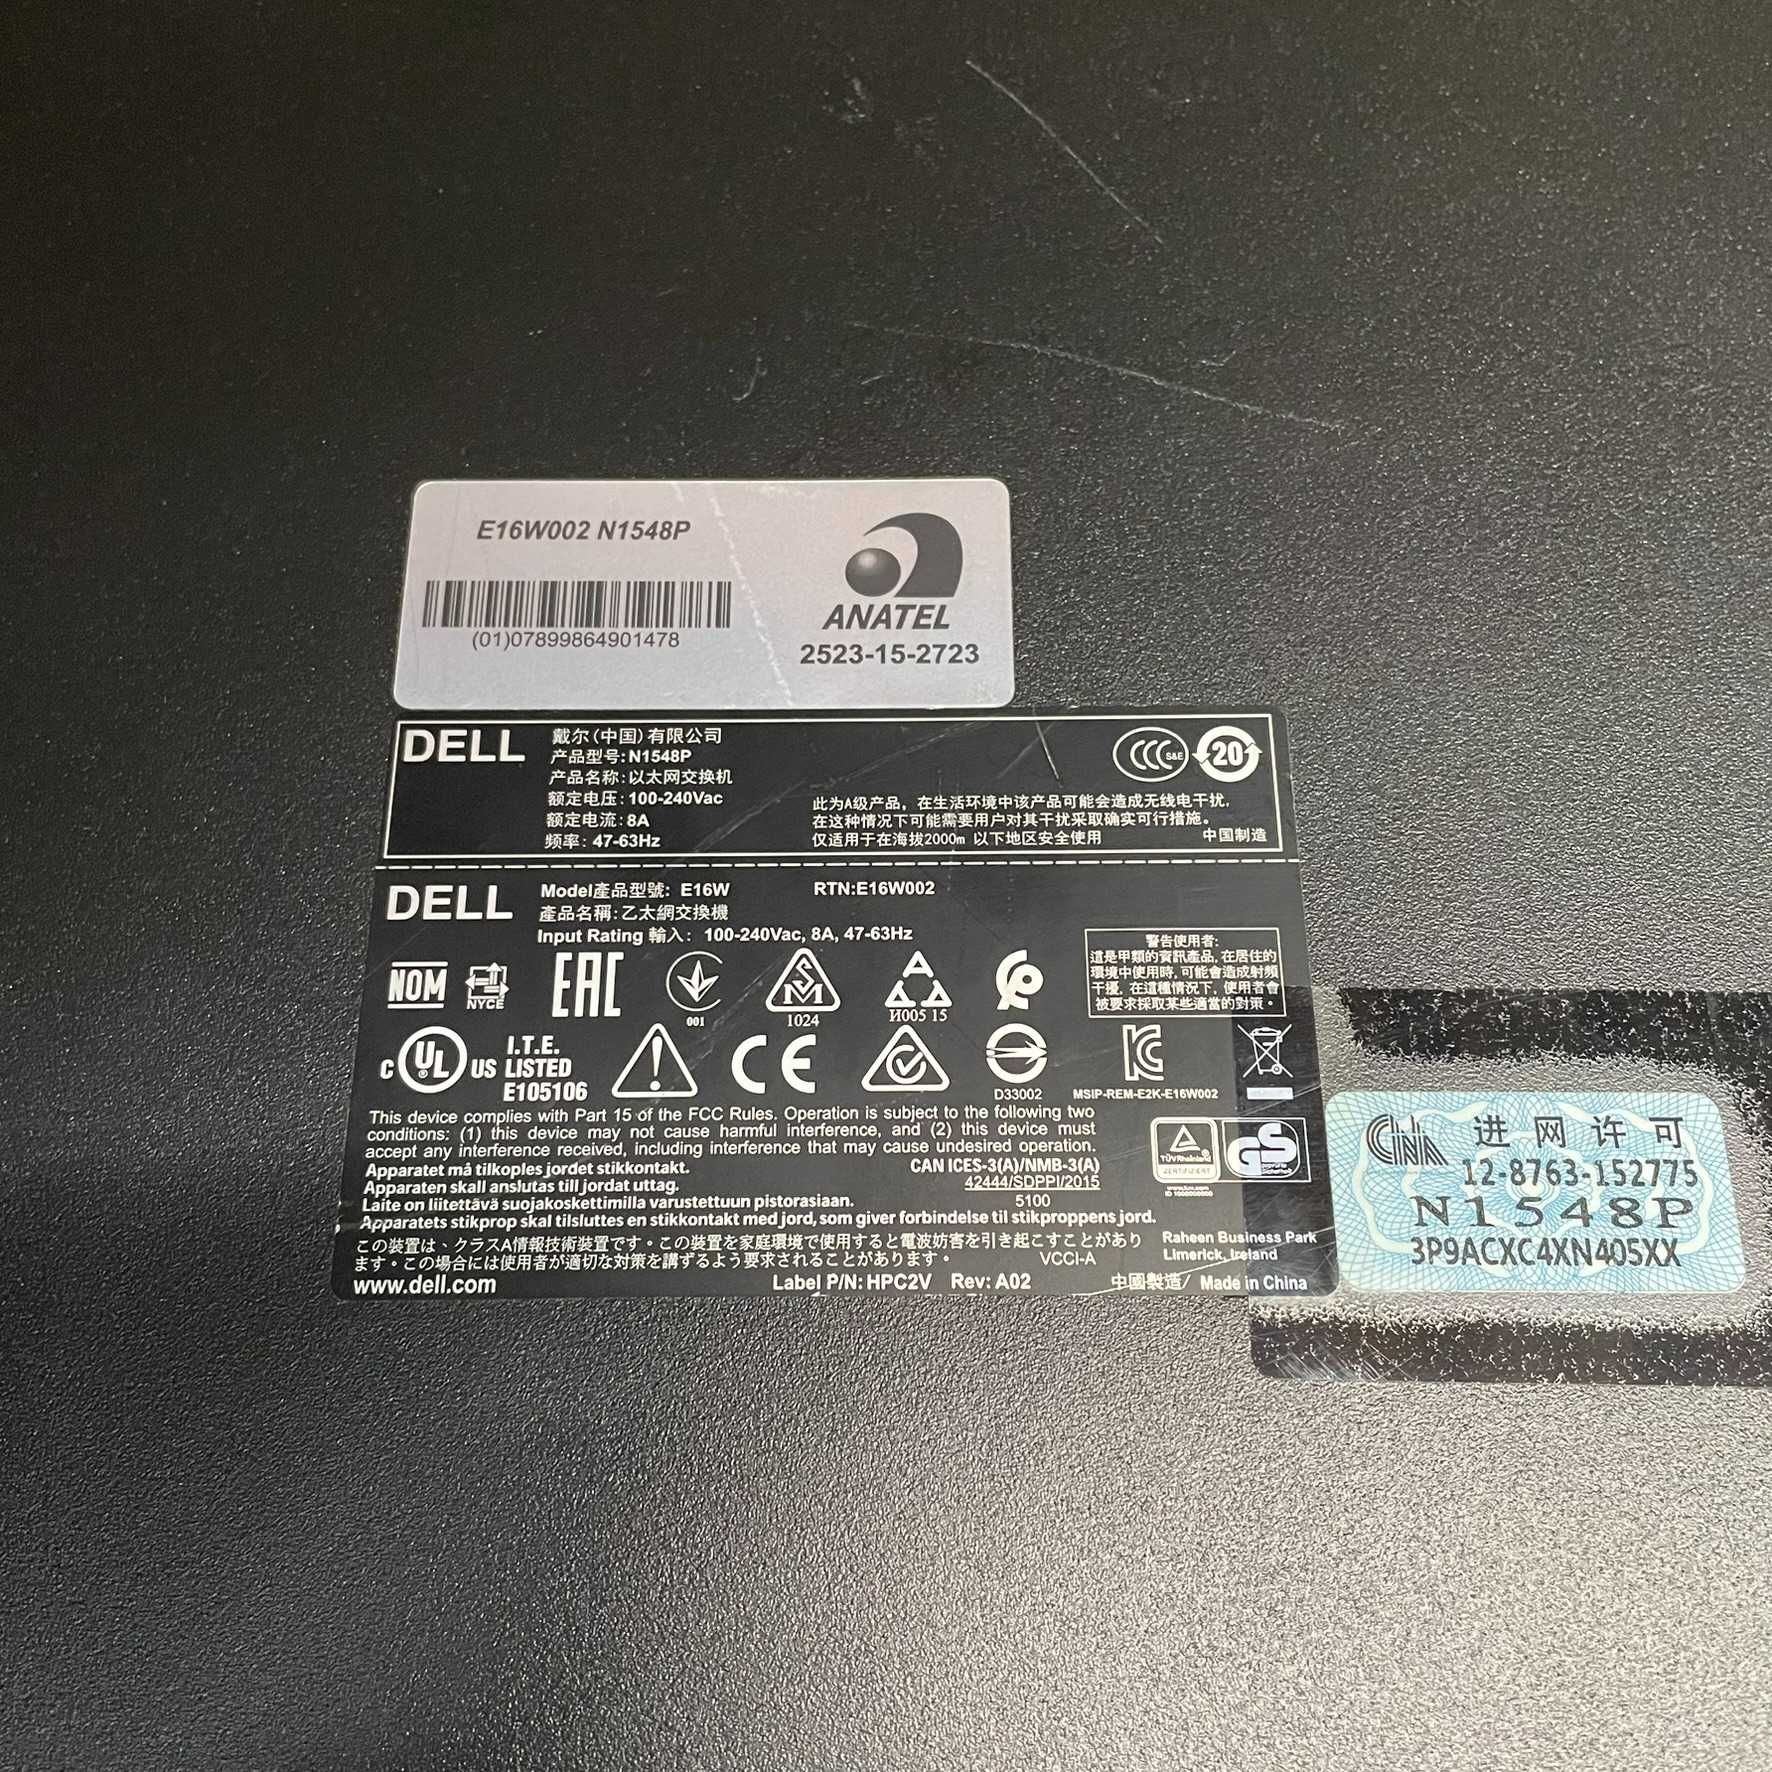 E16W002 N1548P
(01)07899864901478
ANATEL
2523-15-2723
DELL
戴尔(中国)有限公司
产品型号:N1548P
产品名称:以太网交换机
额定电压:100-240Vac
额定电流:8A
频率: 47-63Hz
CCC S&E
20
此为A级产品，在生活环境中该产品可能会造成无线电干扰，
在这种情况下可能需要用户对其干扰采取确实可行措施。
仅适用于在海拔2000m 以下地区安全使用
中国制造
DELL
Model產品型號: E16W
RTN:E16W002
產品名稱:乙太網交換機
Input Rating 輸入: 100-240Vac, 8A, 47-63Hz
警告使用者:
這是甲類的資訊產品,在居住的
環境中使用時,可能會造成射頻
干擾,在這種情況下,使用者會
被要求採取某些適當的對策。
NOM
NYCE
EAC
001
SM
1024
И005 15
C UL US
I.T.E.
LISTED
E105106
CE
D33002
MSIP-REM-E2K-E16W002
This device complies with Part 15 of the FCC Rules. Operation is subject to the following two
conditions: (1) this device may not cause harmful interference, and (2) this device must
accept any interference received, including interference that may cause undesired operation.
Apparatet må tilkoples jordet stikkontakt.
Apparaten skall anslutas till jordat uttag.
Laite on liitettävä suojakoskettimilla varustettuun pistorasiaan.
Apparatets stikprop skal tilsluttes en stikkontakt med jord, som giver forbindelse til stikproppens jord.
CAN ICES-3(A)/NMB-3(A)
42444/SDPPI/2015
5100
TÜVRheinland
ZERTIFIZIERT
GS
この装置は、クラスA情報技術装置です。この装置を家庭環境で使用すると電波妨害を引き起こすことがあり
ます。この場合には使用者が適切な対策を講ずるよう要求されることがあります。
VCCI-A
Raheen Business Park
Limerick, Ireland
www.dell.com
Label P/N: HPC2V Rev: A02
中國製造/ Made in China
进网许可
12-8763-152775
N1548P
3P9ACXC4XN405XX